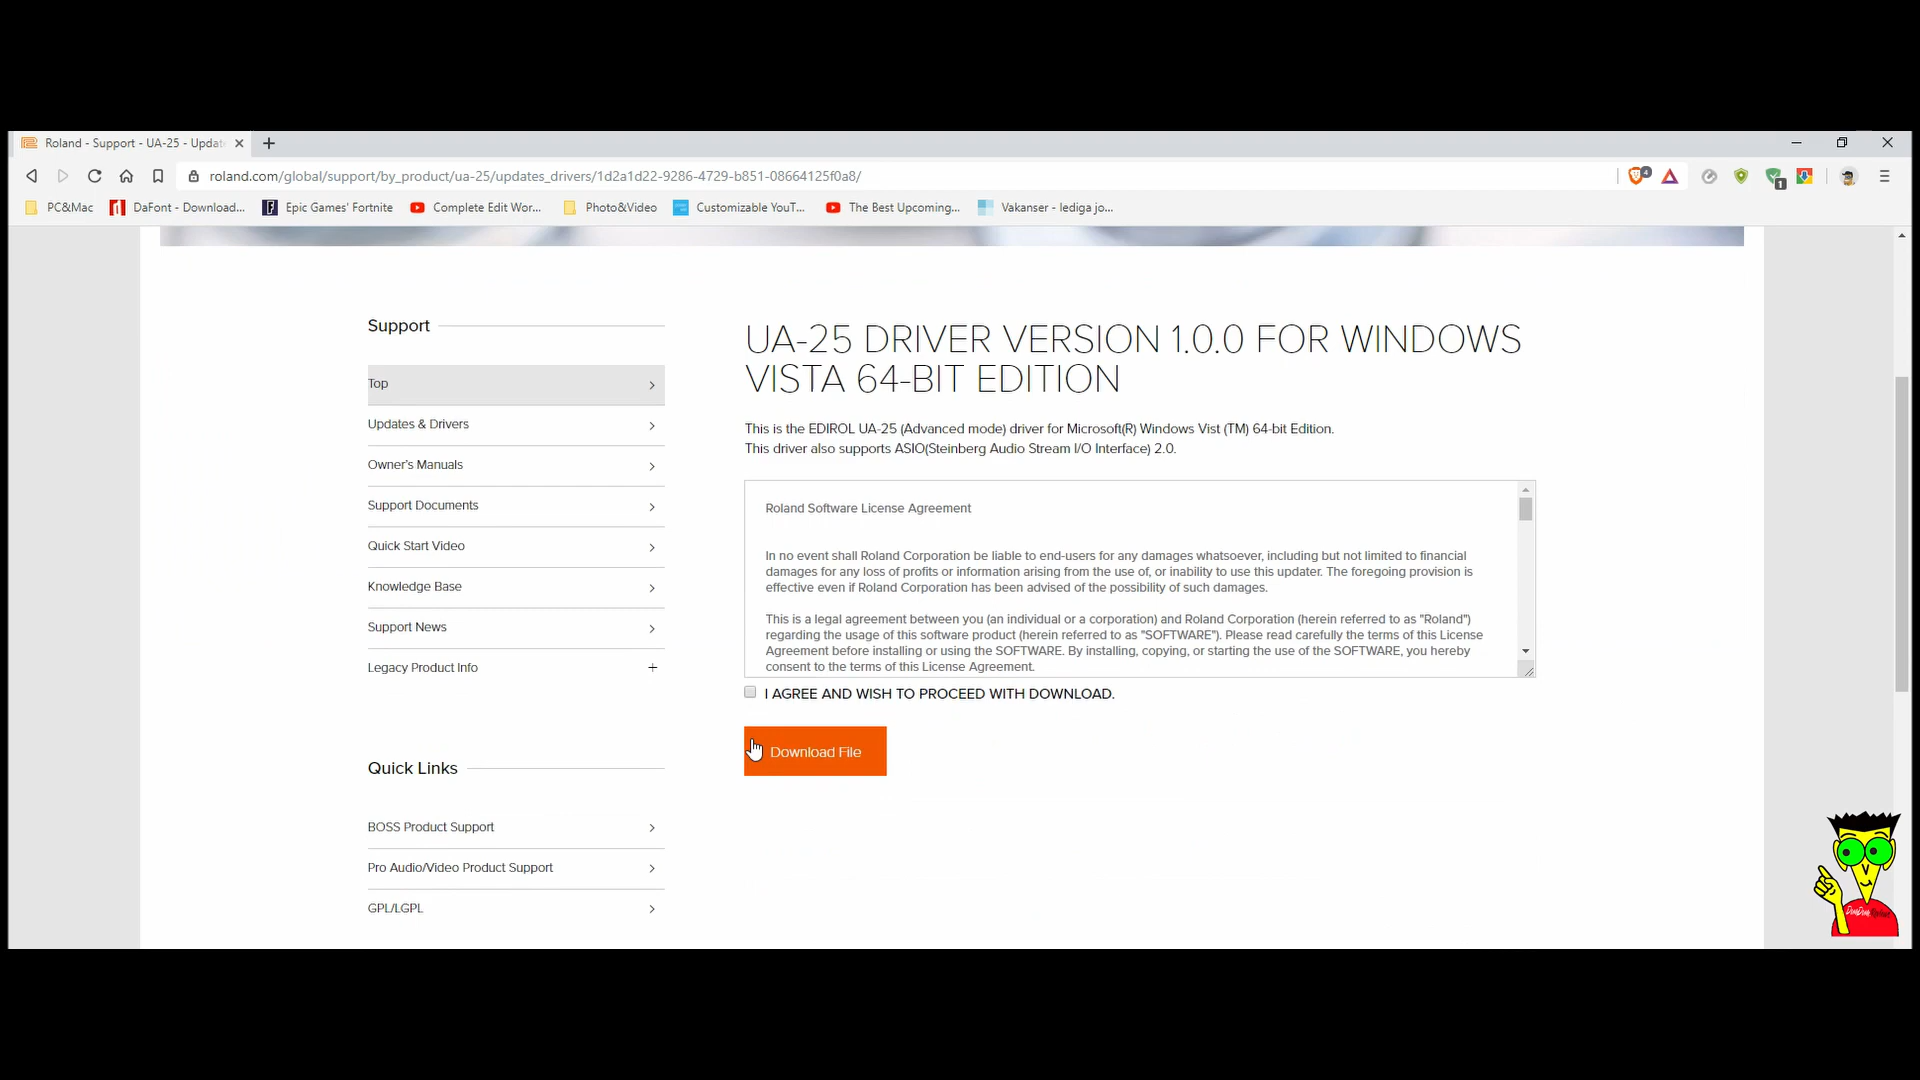 Roland - Support - UA-25 - Update
roland.com/global/support/by_product/ua-25/updates_drivers/1d2a1d22-9286-4729-b851-08664125f0a8/
4
1
PC&Mac
DaFont - Download...
Epic Games' Fortnite
Complete Edit Wor...
Photo&Video
Customizable YouT...
The Best Upcoming...
Vakanser - lediga jo...
Support
Top
Updates & Drivers
Owner's Manuals
Support Documents
Quick Start Video
Knowledge Base
Support News
Legacy Product Info
Quick Links
BOSS Product Support
Pro Audio/Video Product Support
GPL/LGPL
UA-25 DRIVER VERSION 1.0.0 FOR WINDOWS
VISTA 64-BIT EDITION
This is the EDIROL UA-25 (Advanced mode) driver for Microsoft(R) Windows Vist (TM) 64-bit Edition.
This driver also supports ASIO(Steinberg Audio Stream I/O Interface) 2.0.
Roland Software License Agreement
In no event shall Roland Corporation be liable to end-users for any damages whatsoever, including but not limited to financial
damages for any loss of profits or information arising from the use of, or inability to use this updater. The foregoing provision is
effective even if Roland Corporation has been advised of the possibility of such damages.
This is a legal agreement between you (an individual or a corporation) and Roland Corporation (herein referred to as "Roland")
regarding the usage of this software product (herein referred to as "SOFTWARE"). Please read carefully the terms of this License
Agreement before installing or using the SOFTWARE. By installing, copying, or starting the use of the SOFTWARE, you hereby
consent to the terms of this License Agreement.
I AGREE AND WISH TO PROCEED WITH DOWNLOAD.
Download File